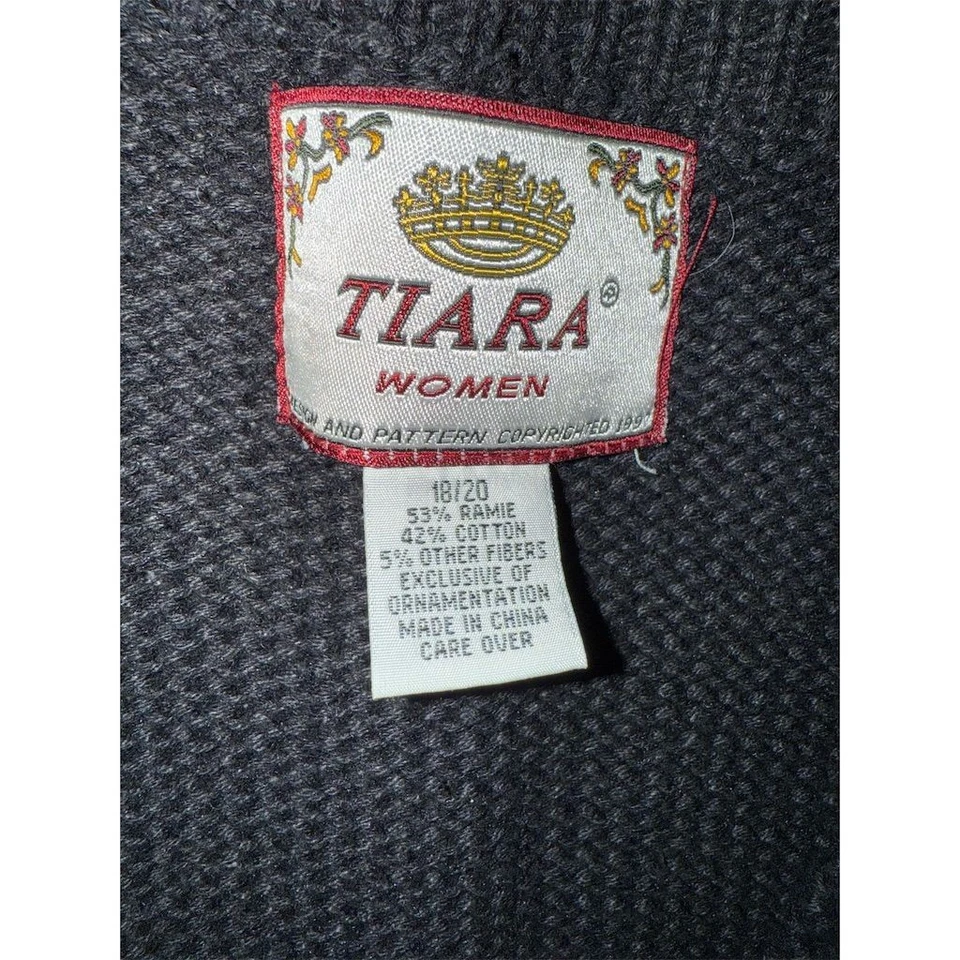 TIARA®
WOMEN
AND PATTERN COPYRIGHTED
18/20
53% RAMIE
42% COTTON
5% OTHER FIBERS
EXCLUSIVE OF
ORNAMENTATION
MADE IN CHINA
CARE OVER